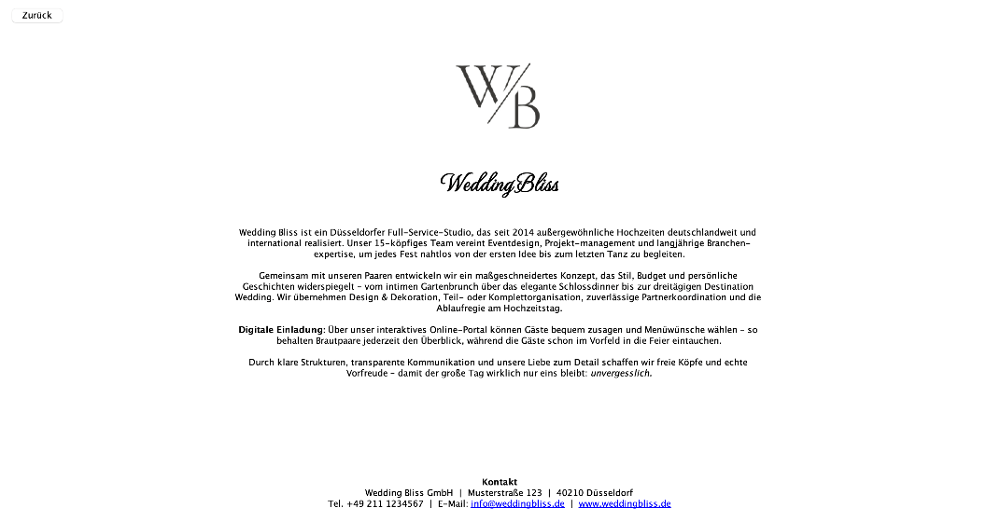 Zurück
W/B
WeddingBliss
Wedding Bliss ist ein Düsseldorfer Full-Service-Studio, das seit 2014 außergewöhnliche Hochzeiten deutschlandweit und
international realisiert. Unser 15-köpfiges Team vereint Eventdesign, Projekt-management und langjährige Branchen-
expertise, um jedes Fest nahtlos von der ersten Idee bis zum letzten Tanz zu begleiten.
Gemeinsam mit unseren Paaren entwickeln wir ein maßgeschneidertes Konzept, das Stil, Budget und persönliche
Geschichten widerspiegelt – vom intimen Gartenbrunch über das elegante Schlossdinner bis zur dreitägigen Destination
Wedding. Wir übernehmen Design & Dekoration, Teil- oder Komplettorganisation, zuverlässige Partnerkoordination und die
Ablaufregie am Hochzeitstag.
Digitale Einladung: Über unser interaktives Online-Portal können Gäste bequem zusagen und Menüwünsche wählen – so
behalten Brautpaare jederzeit den Überblick, während die Gäste schon im Vorfeld in die Feier eintauchen.
Durch klare Strukturen, transparente Kommunikation und unsere Liebe zum Detail schaffen wir freie Köpfe und echte
Vorfreude – damit der große Tag wirklich nur eins bleibt: unvergesslich.
Kontakt
Wedding Bliss GmbH | Musterstraße 123 | 40210 Düsseldorf
Tel. +49 211 1234567 | E-Mail: info@weddingbliss.de | www.weddingbliss.de